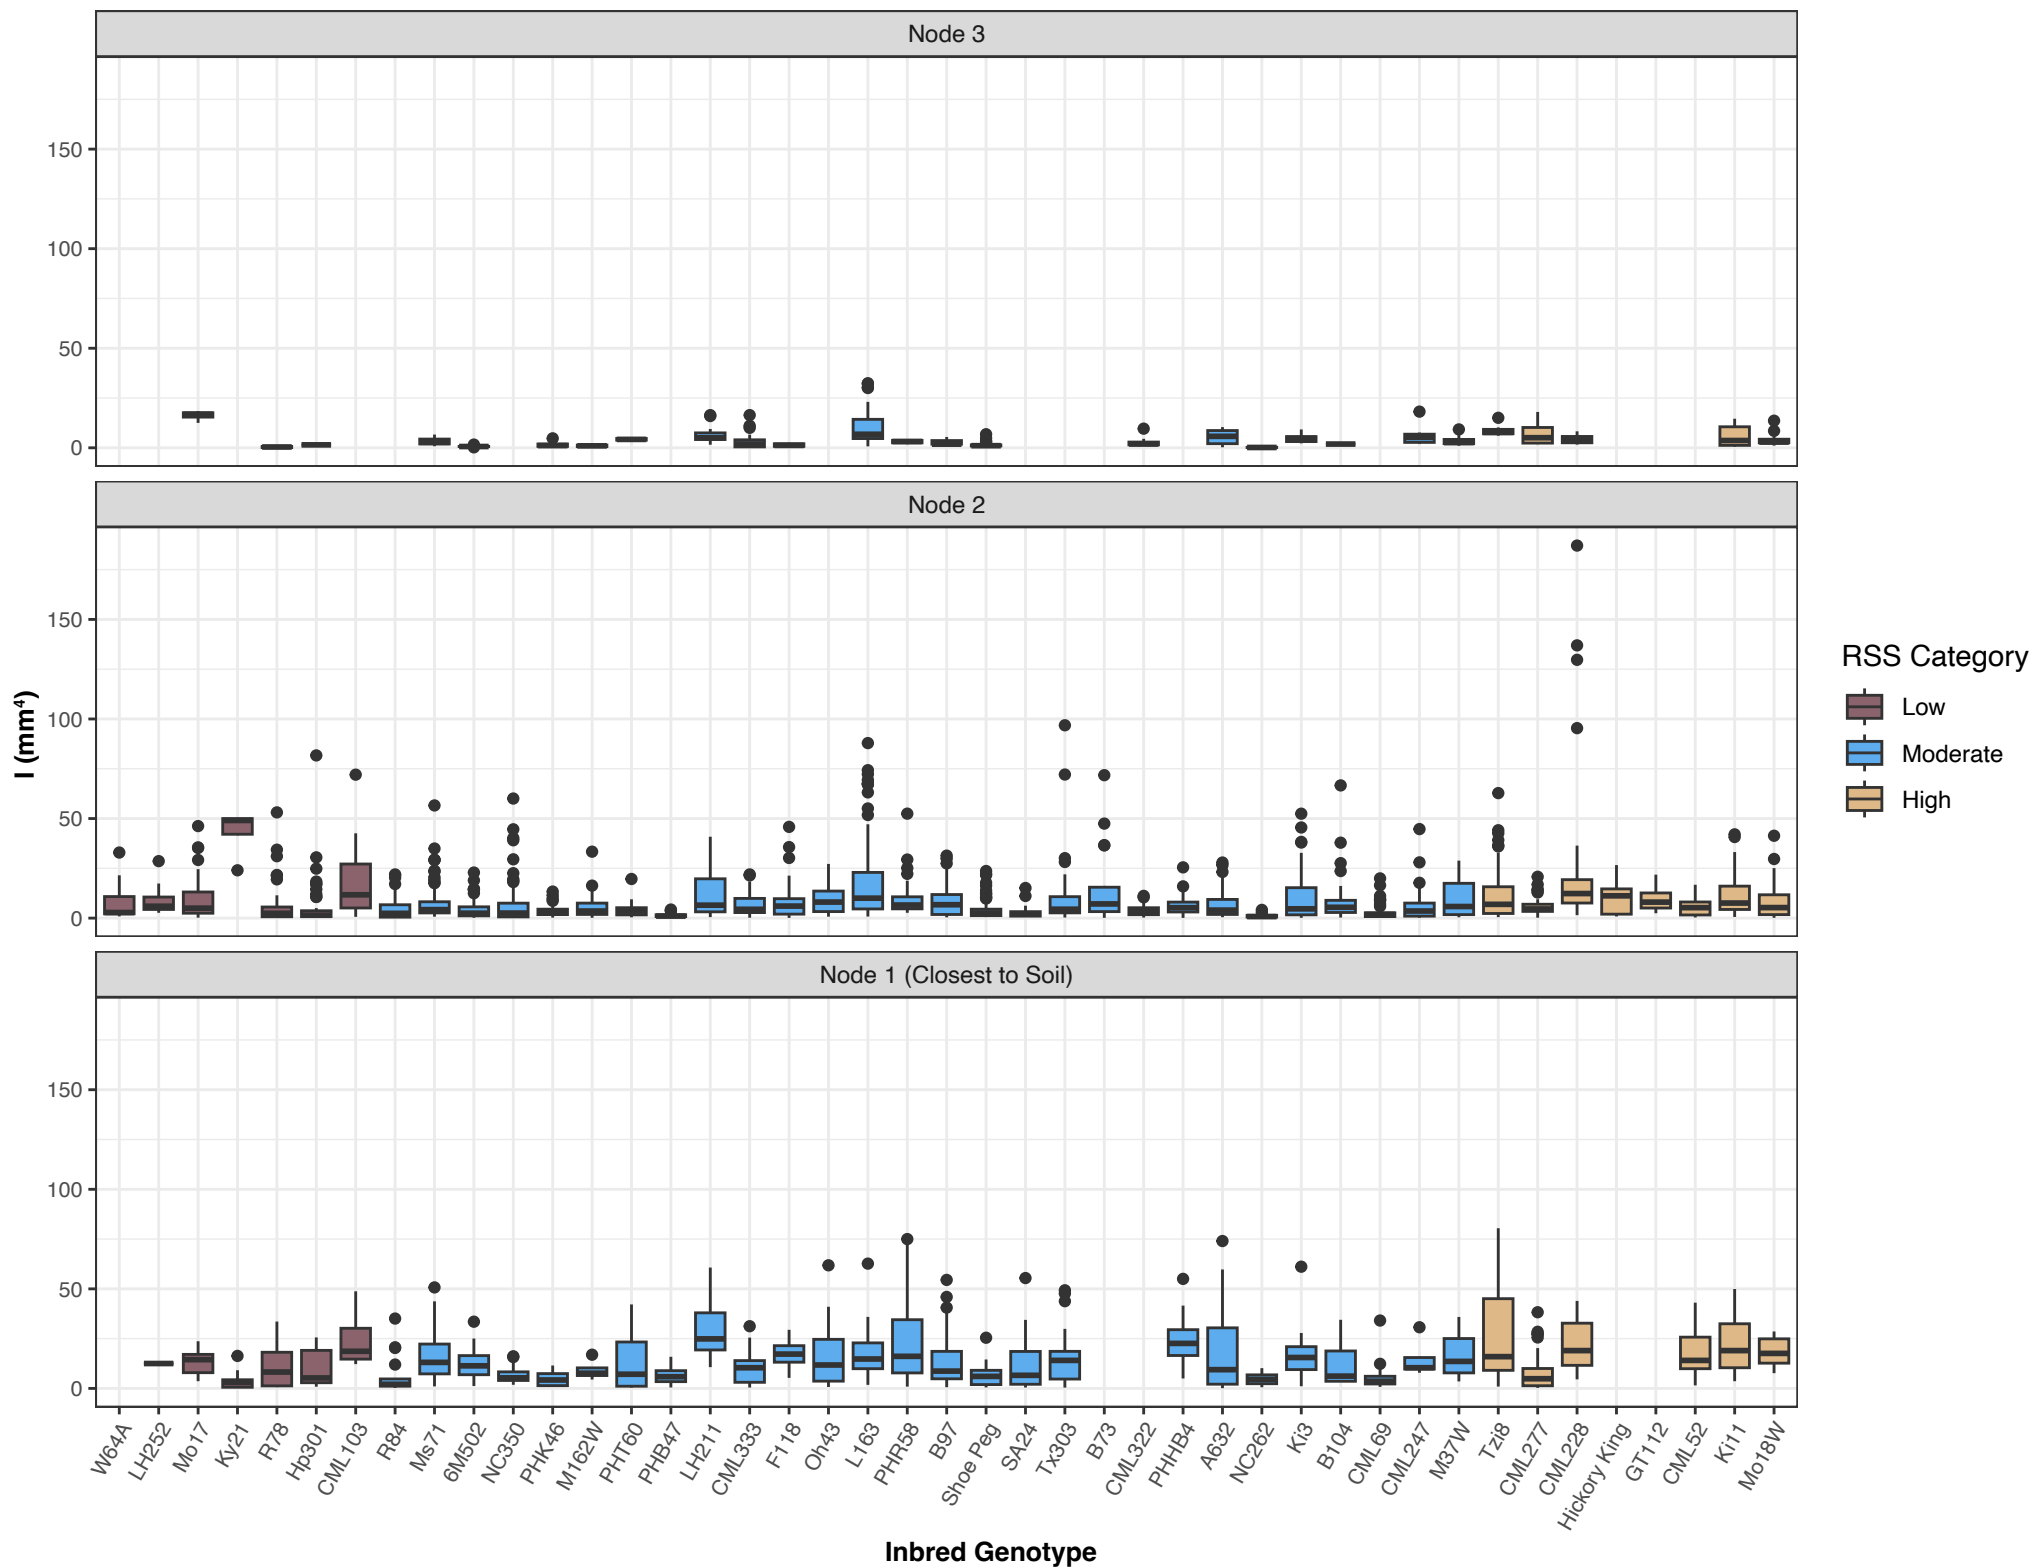 Node 3
150
100
50
0
Node 2
150
100
50
0
Node 1 (Closest to Soil)
150
100
50
0
I (mm⁴)
W64A
LH252
Mo17
Ky21
R78
Hp301
CML103
R84
Ms71
6M502
NC350
PHK46
M162W
PHT60
PHB47
LH211
CML333
F118
Oh43
L163
PHR58
B97
Shoe Peg
SA24
Tx303
B73
CML322
PHHB4
A632
NC262
Ki3
B104
CML69
CML247
M37W
Tzi8
CML277
CML228
Hickory King
GT112
CML52
Ki11
Mo18W
Inbred Genotype
RSS Category
Low
Moderate
High